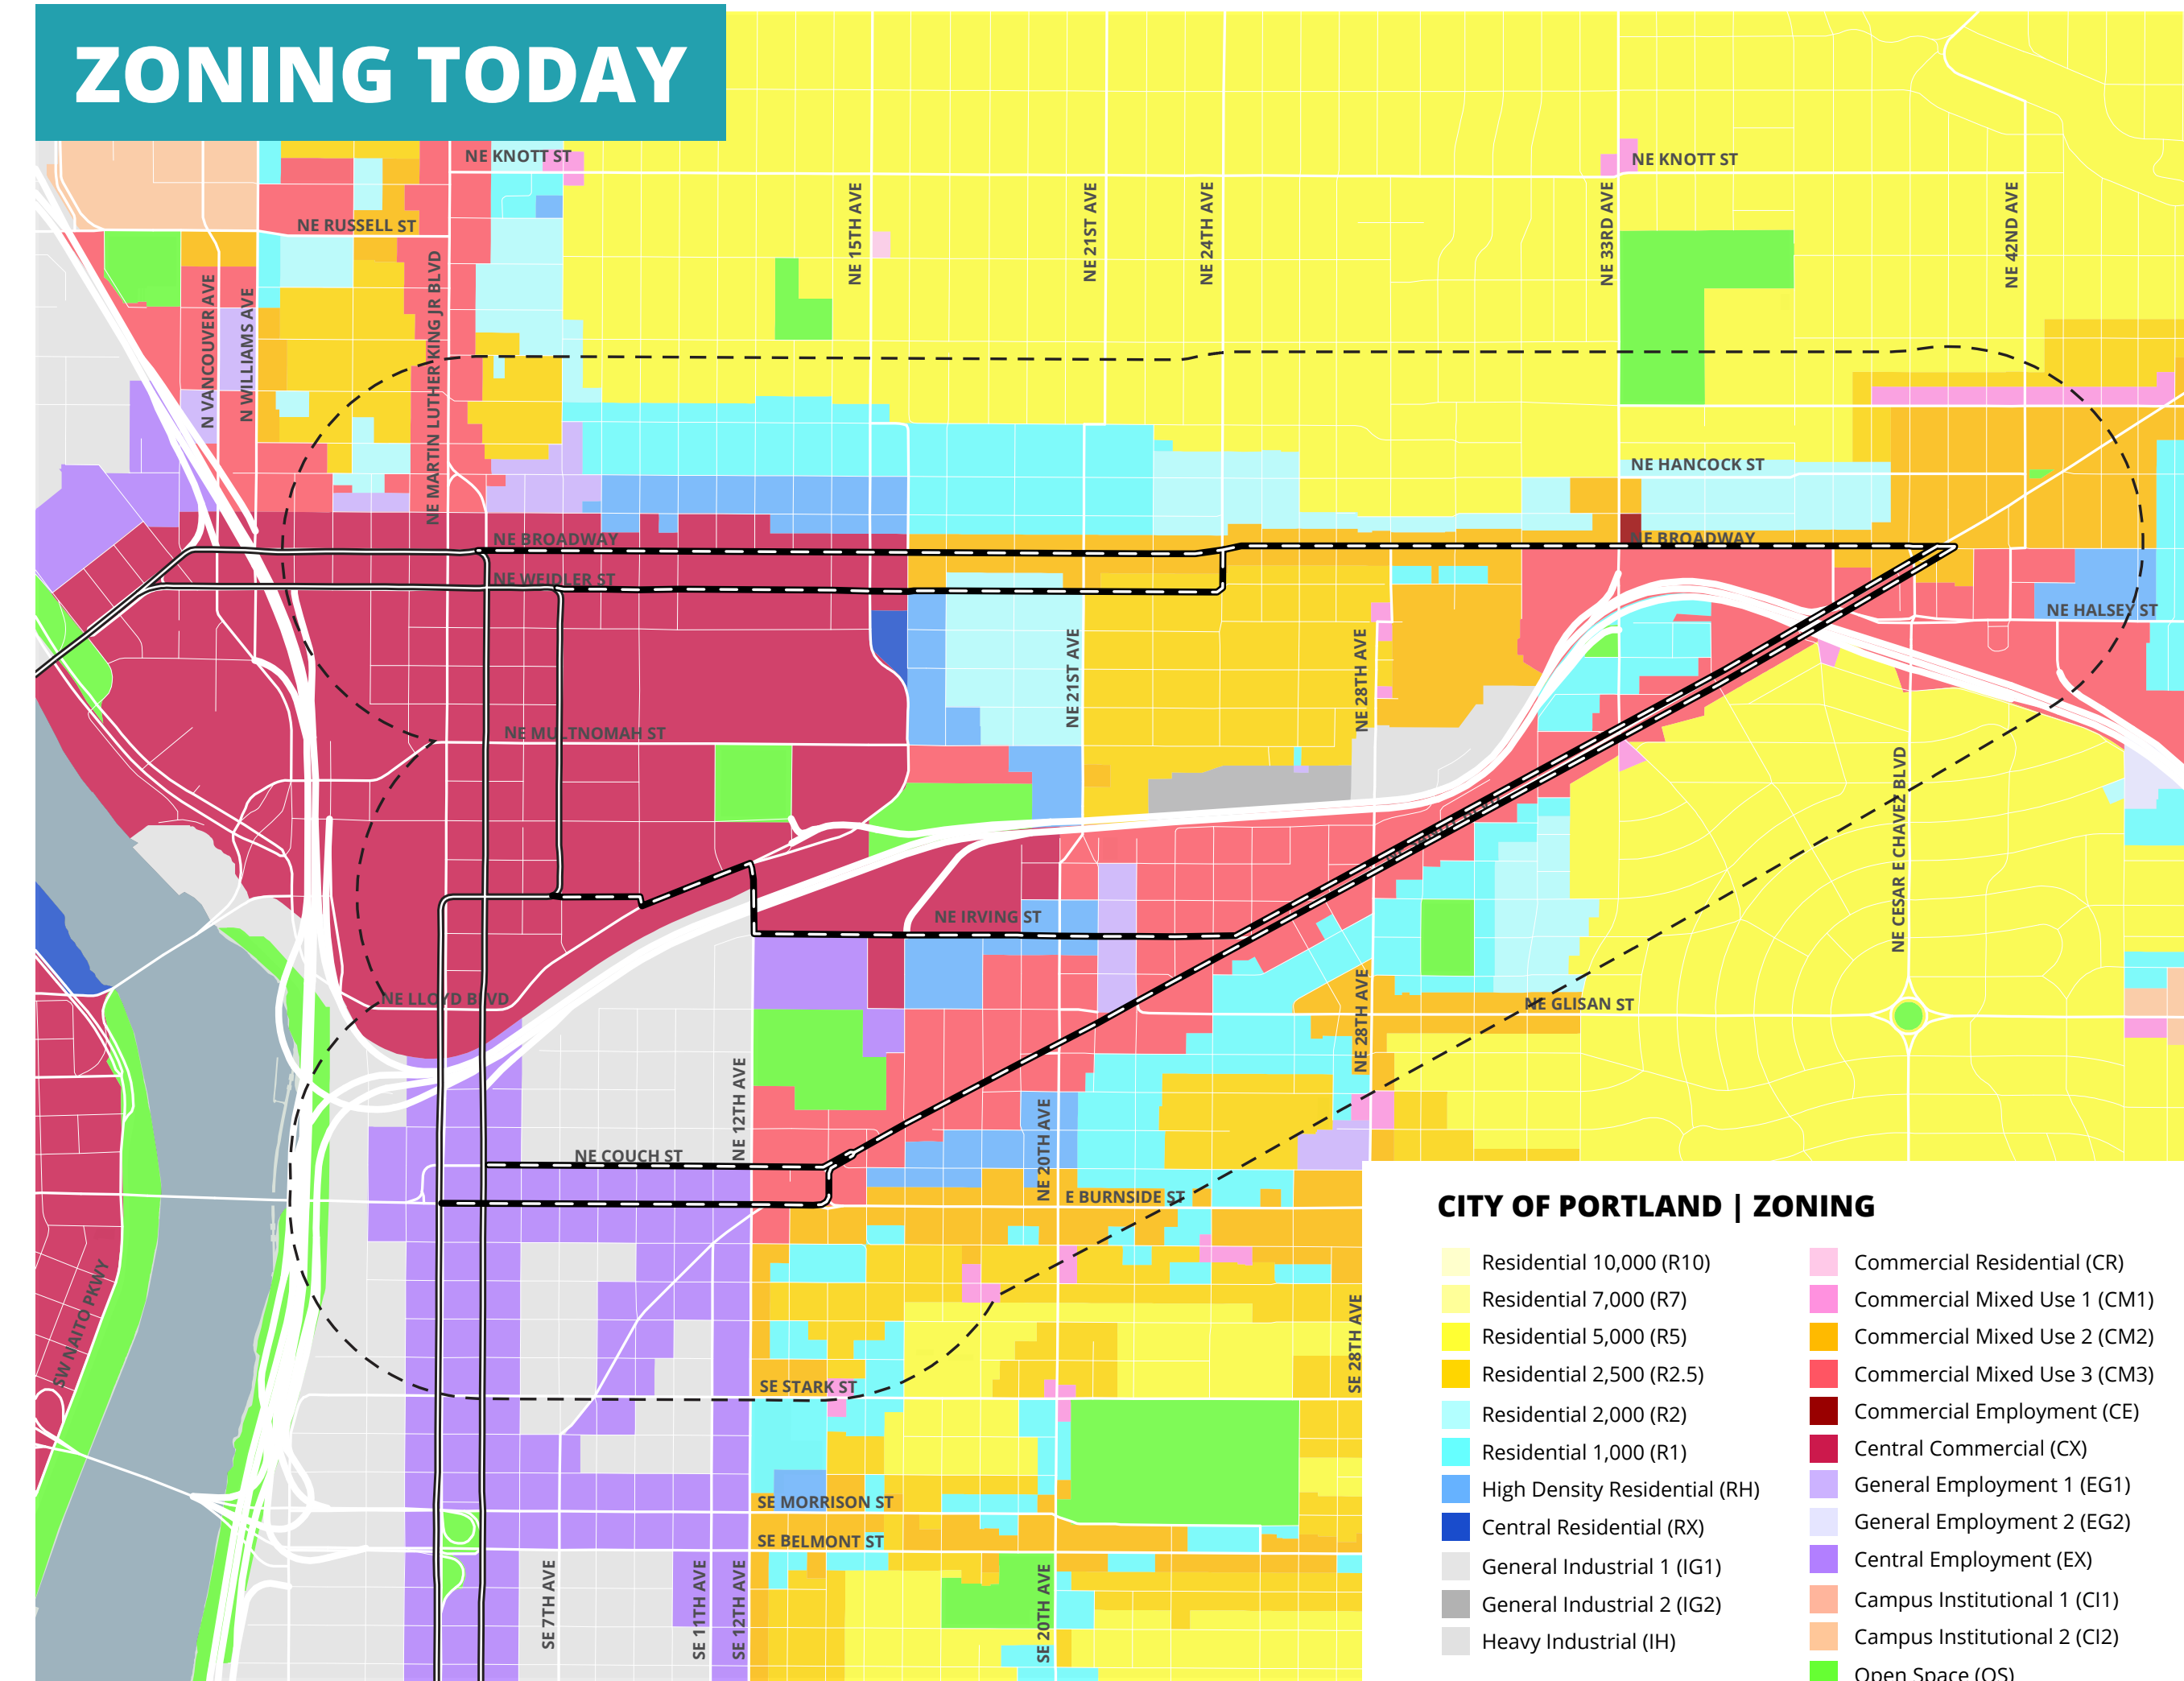 ZONING TODAY
NE KNOTT ST
NE KNOTT ST
NE RUSSELL ST
NE 15TH AVE
NE 21ST AVE
NE 24TH AVE
NE 33RD AVE
NE 42ND AVE
N VANCOUVER AVE
N WILLIAMS AVE
NE MARTIN LUTHER KING JR BLVD
NE HANCOCK ST
NE BROADWAY
NE BROADWAY
NE WEIDLER ST
NE HALSEY ST
NE 21ST AVE
NE 28TH AVE
NE MULTNOMAH ST
NE CESAR E CHAVEZ BLVD
NE IRVING ST
NE LLOYD BLVD
NE GLISAN ST
NE 28TH AVE
NE 12TH AVE
NE 20TH AVE
NE COUCH ST
E BURNSIDE ST
SW NAITO PKWY
SE 28TH AVE
SE STARK ST
SE MORRISON ST
SE BELMONT ST
SE 7TH AVE
SE 11TH AVE
SE 12TH AVE
SE 20TH AVE
CITY OF PORTLAND | ZONING
Residential 10,000 (R10)
Residential 7,000 (R7)
Residential 5,000 (R5)
Residential 2,500 (R2.5)
Residential 2,000 (R2)
Residential 1,000 (R1)
High Density Residential (RH)
Central Residential (RX)
General Industrial 1 (IG1)
General Industrial 2 (IG2)
Heavy Industrial (IH)
Commercial Residential (CR)
Commercial Mixed Use 1 (CM1)
Commercial Mixed Use 2 (CM2)
Commercial Mixed Use 3 (CM3)
Commercial Employment (CE)
Central Commercial (CX)
General Employment 1 (EG1)
General Employment 2 (EG2)
Central Employment (EX)
Campus Institutional 1 (CI1)
Campus Institutional 2 (CI2)
Open Space (OS)